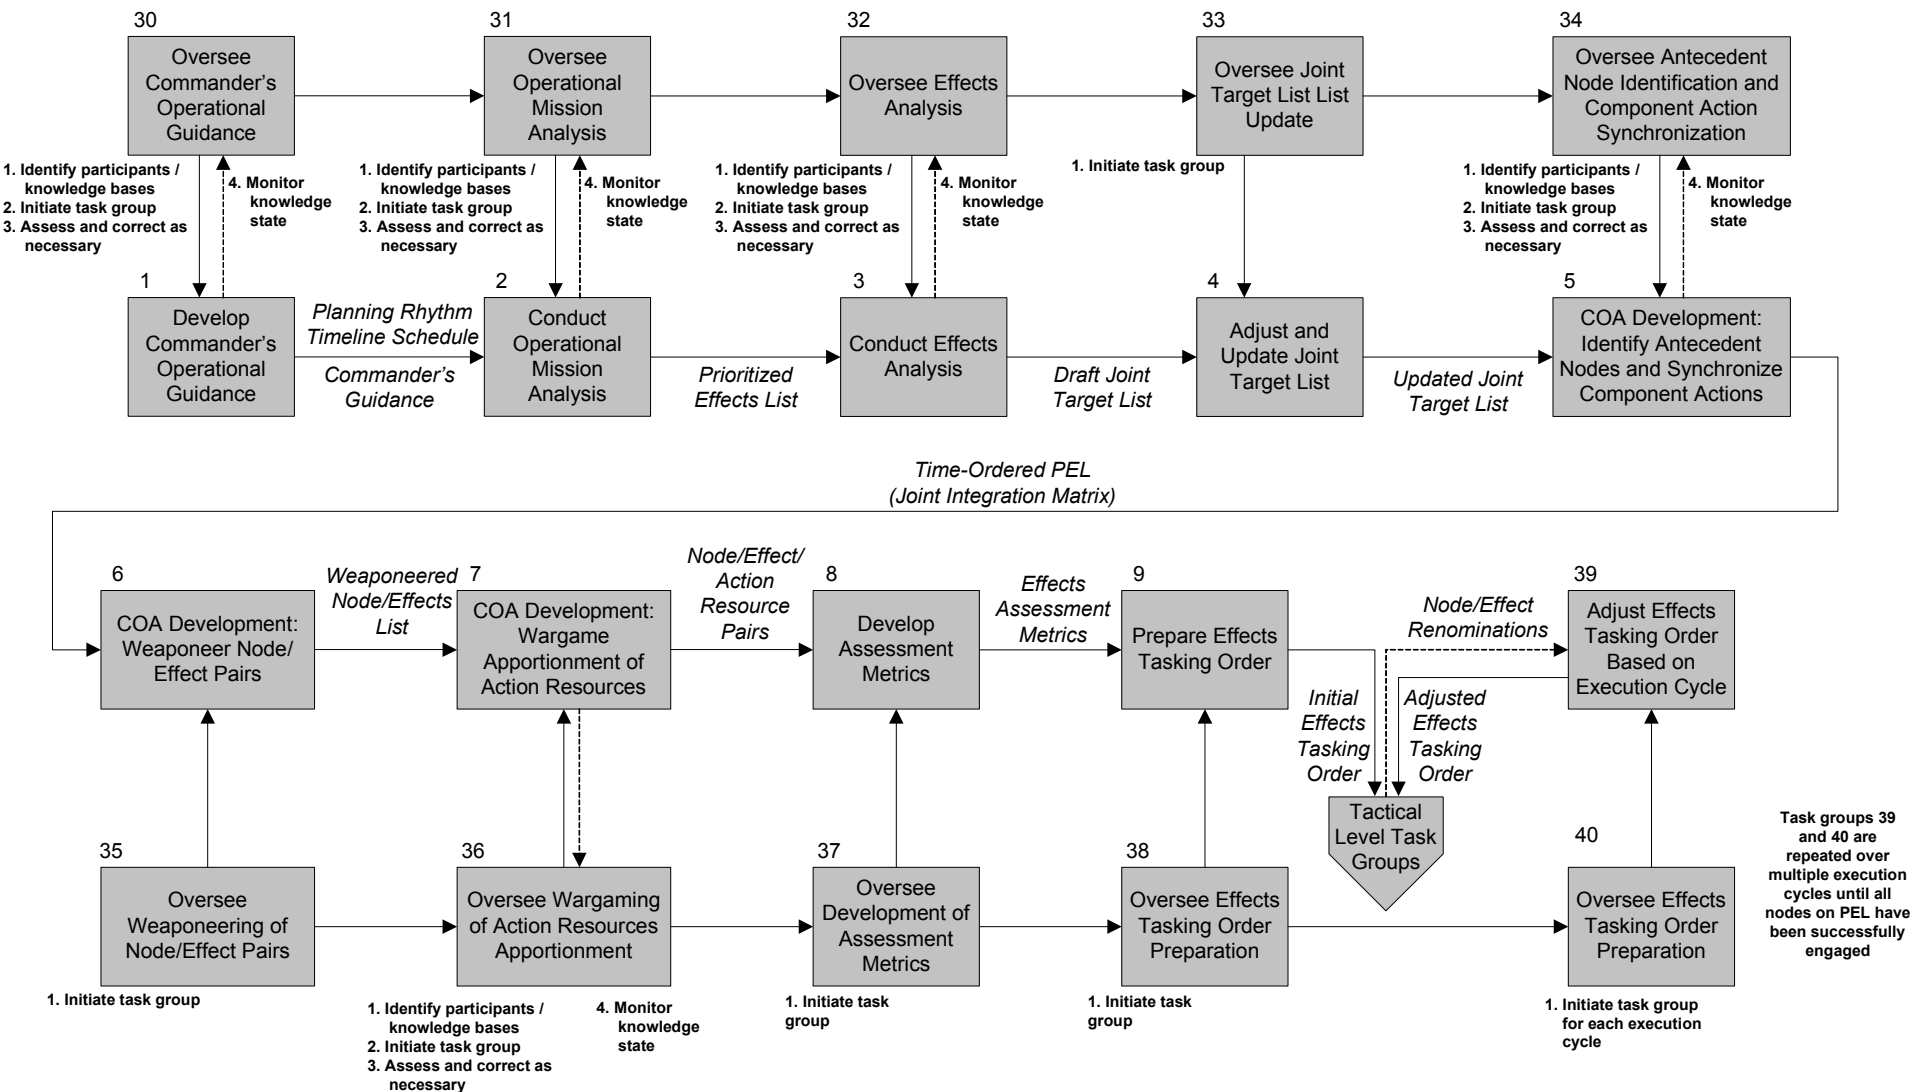 30
31
32
33
34
Oversee
Commander's
Operational
Guidance
Oversee
Operational
Mission
Analysis
Oversee Effects
Analysis
Oversee Joint
Target List List
Update
Oversee Antecedent
Node Identification and
Component Action
Synchronization
1. Identify participants /
knowledge bases
2. Initiate task group
3. Assess and correct as
necessary
4. Monitor
knowledge
state
1. Identify participants /
knowledge bases
2. Initiate task group
3. Assess and correct as
necessary
4. Monitor
knowledge
state
1. Identify participants /
knowledge bases
2. Initiate task group
3. Assess and correct as
necessary
4. Monitor
knowledge
state
1. Initiate task group
1. Identify participants /
knowledge bases
2. Initiate task group
3. Assess and correct as
necessary
4. Monitor
knowledge
state
1
2
3
4
5
Develop
Commander's
Operational
Guidance
Planning Rhythm
Timeline Schedule
Commander's
Guidance
Conduct
Operational
Mission
Analysis
Prioritized
Effects List
Conduct Effects
Analysis
Draft Joint
Target List
Adjust and
Update Joint
Target List
Updated Joint
Target List
COA Development:
Identify Antecedent
Nodes and Synchronize
Component Actions
Time-Ordered PEL
(Joint Integration Matrix)
6
COA Development:
Weaponeer Node/
Effect Pairs
Weaponeered
Node/Effects
List
7
COA Development:
Wargame
Apportionment of
Action Resources
Node/Effect/
Action
Resource
Pairs
8
Develop
Assessment
Metrics
Effects
Assessment
Metrics
9
Prepare Effects
Tasking Order
Node/Effect
Renominations
39
Adjust Effects
Tasking Order
Based on
Execution Cycle
Initial
Effects
Tasking
Order
Adjusted
Effects
Tasking
Order
Tactical
Level Task
Groups
Task groups 39
and 40 are
repeated over
multiple execution
cycles until all
nodes on PEL have
been successfully
engaged
35
Oversee
Weaponeering of
Node/Effect Pairs
1. Initiate task group
36
Oversee Wargaming
of Action Resources
Apportionment
1. Identify participants /
knowledge bases
2. Initiate task group
3. Assess and correct as
necessary
4. Monitor
knowledge
state
37
Oversee
Development of
Assessment
Metrics
1. Initiate task
group
38
Oversee Effects
Tasking Order
Preparation
1. Initiate task
group
40
Oversee Effects
Tasking Order
Preparation
1. Initiate task group
for each execution
cycle